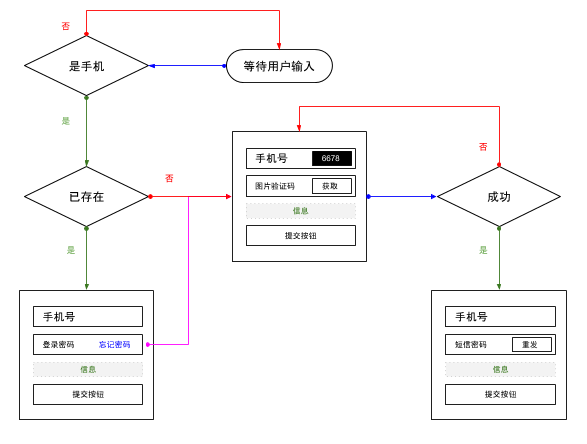 否
是手机
等待用户输入
是
否
手机号
6678
图片验证码
获取
信息
提交按钮
已存在
否
成功
是
是
手机号
登录密码
忘记密码
信息
提交按钮
手机号
短信密码
重发
信息
提交按钮